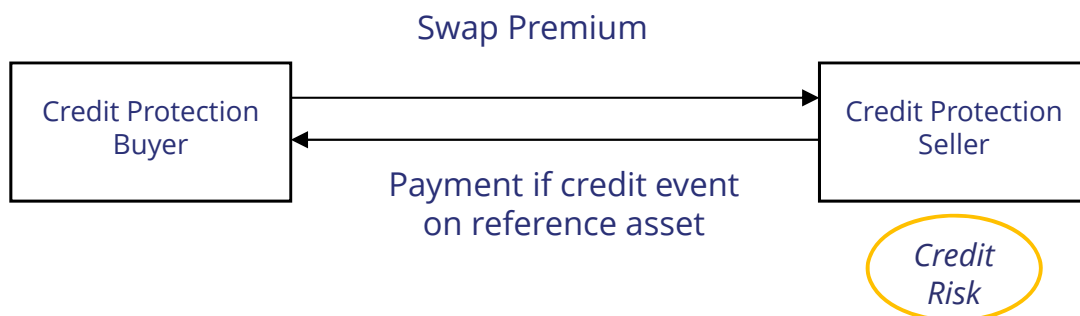 Swap Premium
Credit Protection
Buyer
Credit Protection
Seller
Payment if credit event
on reference asset
Credit
Risk